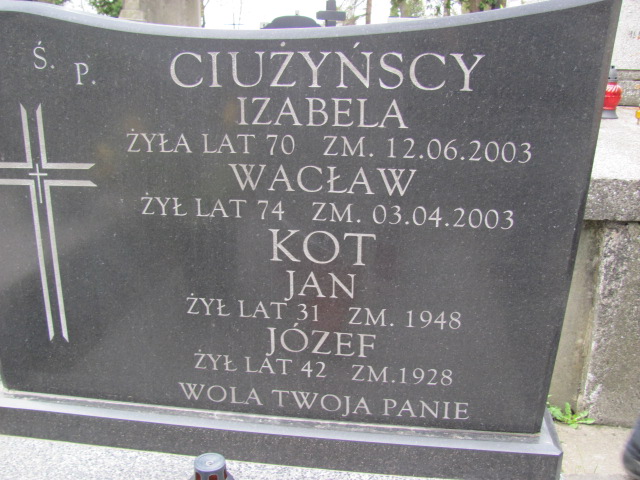 Ś. P.
CIUŻYŃSCY
IZABELA
ŻYŁA LAT 70 ZM. 12.06.2003
WACŁAW
ŻYŁ LAT 74 ZM. 03.04.2003
KOT
JAN
ŻYŁ LAT 31 ZM. 1948
JÓZEF
ŻYŁ LAT 42 ZM.1928
WOLA TWOJA PANIE